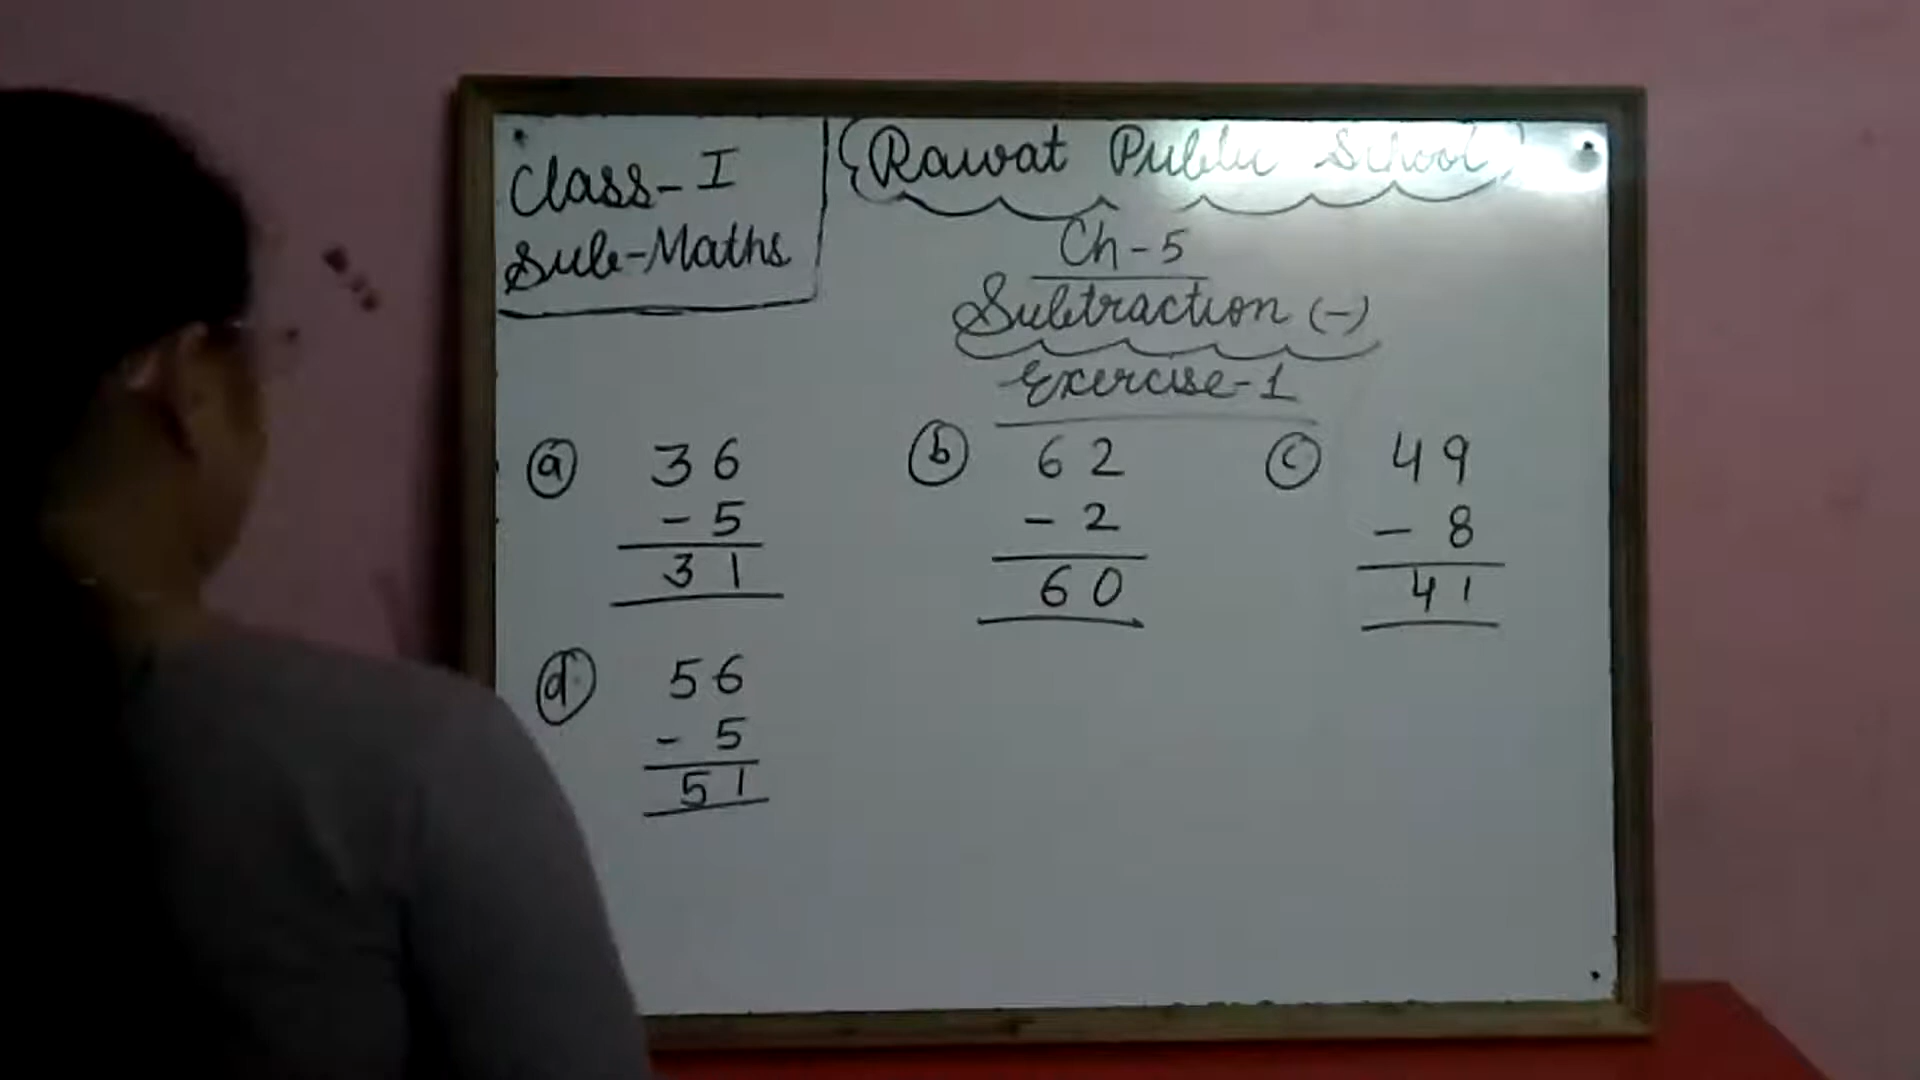 Class-I
Sub-Maths
{Rawat Public School}
Ch-5
Subtraction (-)
Exercise-1
(a) 36
- 5
31
(b) 62
- 2
60
(c) 49
- 8
41
(d) 56
- 5
51